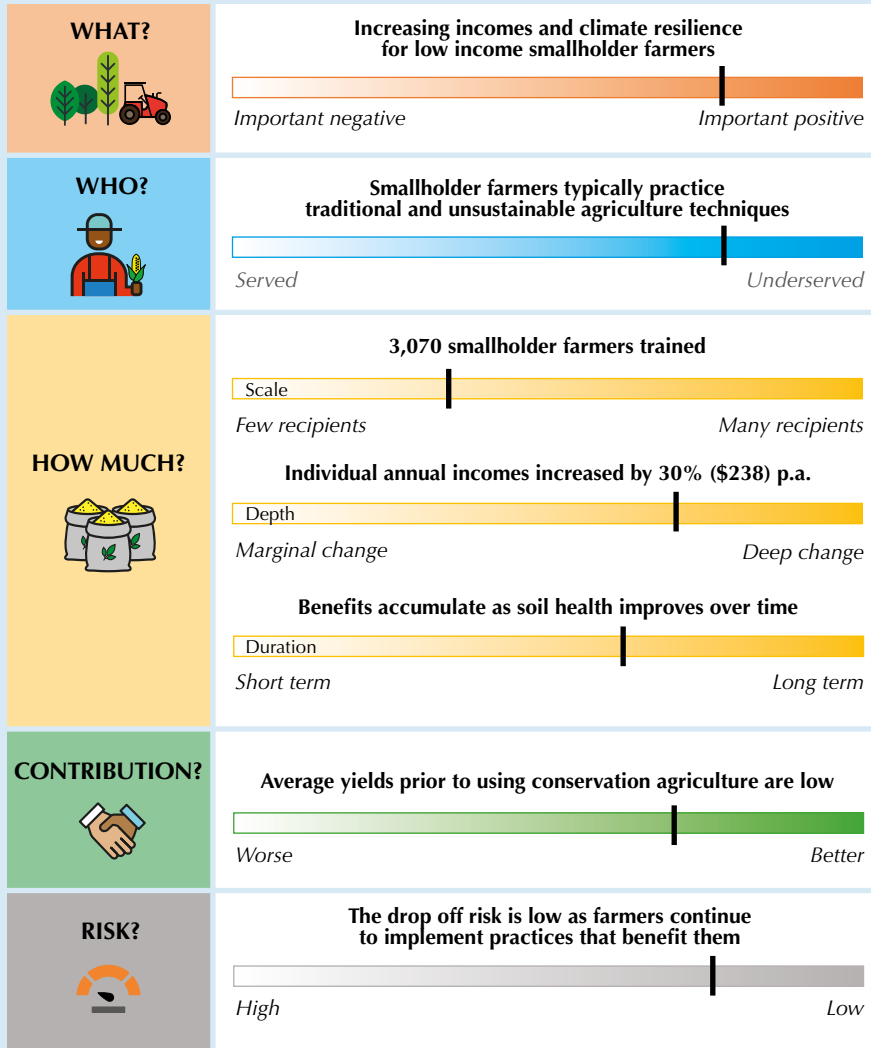 WHAT?
Increasing incomes and climate resilience
for low income smallholder farmers
Important negative
Important positive
WHO?
Smallholder farmers typically practice
traditional and unsustainable agriculture techniques
Served
Underserved
HOW MUCH?
3,070 smallholder farmers trained
Scale
Few recipients
Many recipients
Individual annual incomes increased by 30% ($238) p.a.
Depth
Marginal change
Deep change
Benefits accumulate as soil health improves over time
Duration
Short term
Long term
CONTRIBUTION?
Average yields prior to using conservation agriculture are low
Worse
Better
RISK?
The drop off risk is low as farmers continue
to implement practices that benefit them
High
Low